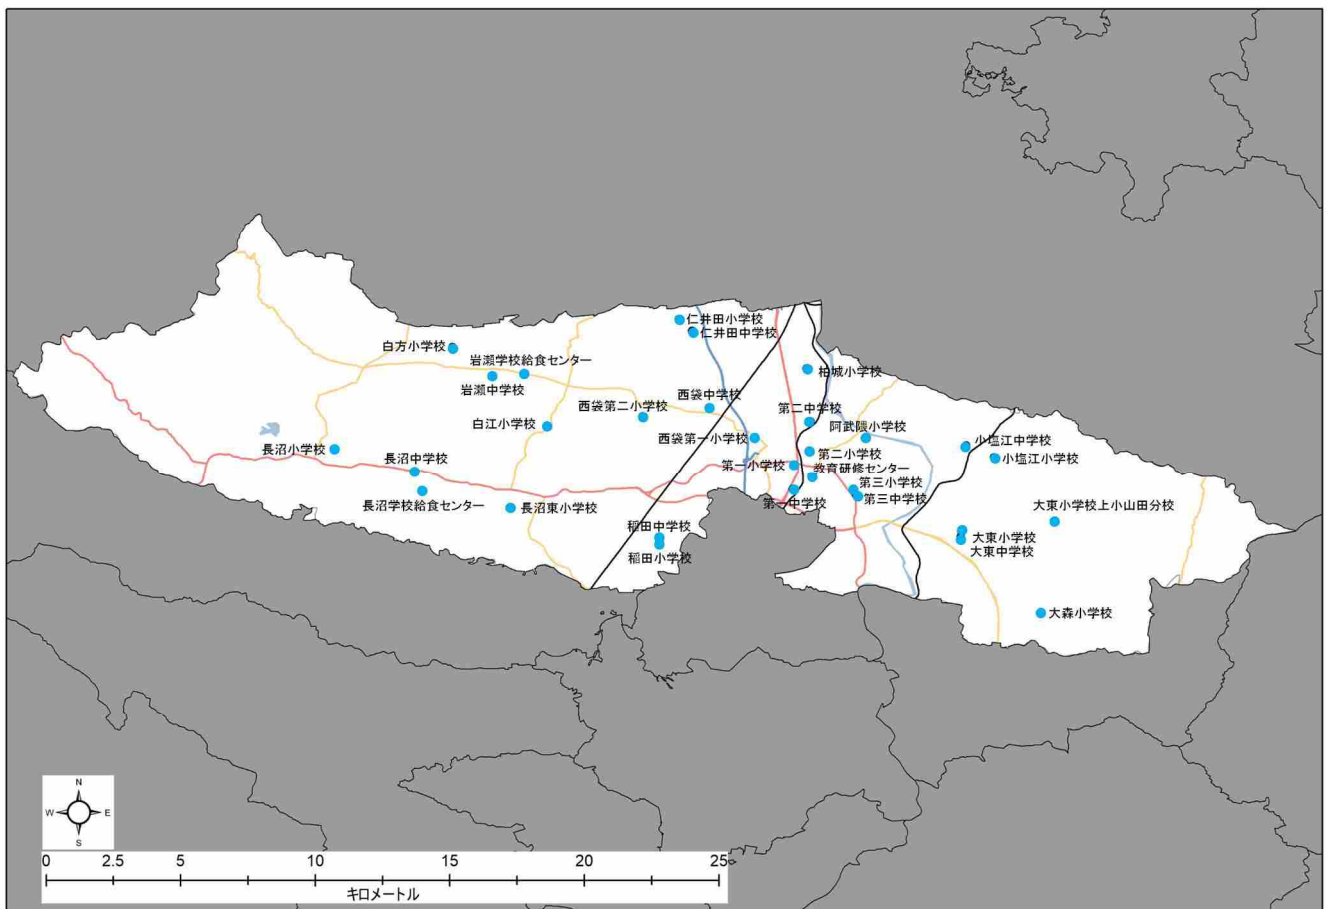 仁井田小学校
仁井田中学校
白方小学校
岩瀬学校給食センター
岩瀬中学校
柏城小学校
西袋中学校
西袋第二小学校
第二中学校
白江小学校
阿武隈小学校
西袋第一小学校
小塩江中学校
長沼小学校
第二小学校
小塩江小学校
長沼中学校
第一小学校
教育研修センター
第三小学校
長沼学校給食センター
第一中学校
第三中学校
長沼東小学校
大東小学校上小山田分校
稲田中学校
大東小学校
大東中学校
稲田小学校
大森小学校
N
W E
S
0 2.5 5 10 15 20 25
キロメートル